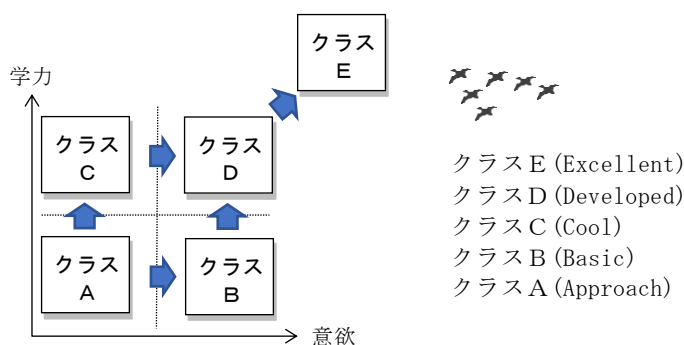 クラス
E
学力
クラス
C
クラス
D
クラス
A
クラス
B
意欲
クラスE(Excellent)
クラスD(Developed)
クラスC(Cool)
クラスB(Basic)
クラスA(Approach)